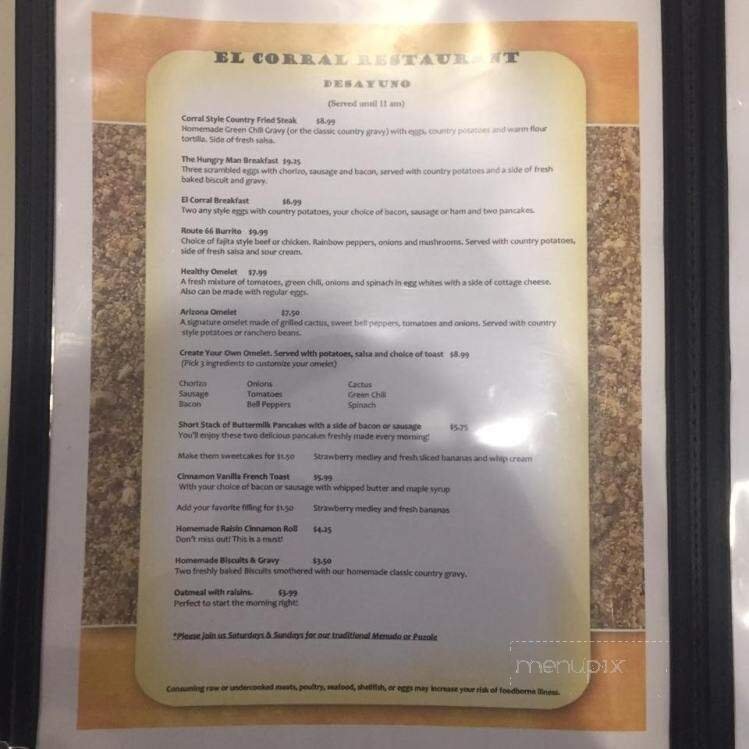 EL CORRAL RESTAURANT
DESAYUNO
(Served until 11 am)
Corral Style Country Fried Steak $8.99
Homemade Green Chili Gravy (or the classic country gravy) with eggs, country potatoes and warm flour
tortilla. Side of fresh salsa.
The Hungry Man Breakfast $9.25
Three scrambled eggs with chorizo, sausage and bacon, served with country potatoes and a side of fresh
baked biscuit and gravy.
El Corral Breakfast $6.99
Two any style eggs with country potatoes, your choice of bacon, sausage or ham and two pancakes.
Route 66 Burrito $9.99
Choice of fajita style beef or chicken. Rainbow peppers, onions and mushrooms. Served with country potatoes,
side of fresh salsa and sour cream.
Healthy Omelet $7.99
A fresh mixture of tomatoes, green chili, onions and spinach in egg whites with a side of cottage cheese.
Also can be made with regular eggs.
Arizona Omelet $7.50
A signature omelet made of grilled cactus, sweet bell peppers, tomatoes and onions. Served with country
style potatoes or ranchero beans.
Create Your Own Omelet. Served with potatoes, salsa and choice of toast $8.99
(Pick 3 ingredients to customize your omelet)
Chorizo Onions Cactus
Sausage Tomatoes Green Chili
Bacon Bell Peppers Spinach
Short Stack of Buttermilk Pancakes with a side of bacon or sausage $5.75
You'll enjoy these two delicious pancakes freshly made every morning!
Make them sweetcakes for $1.50 Strawberry medley and fresh sliced bananas and whip cream
Cinnamon Vanilla French Toast $5.99
With your choice of bacon or sausage with whipped butter and maple syrup
Add your favorite filling for $1.50 Strawberry medley and fresh bananas
Homemade Raisin Cinnamon Roll $4.25
Don't miss out! This is a must!
Homemade Biscuits & Gravy $3.50
Two freshly baked Biscuits smothered with our homemade classic country gravy.
Oatmeal with raisins. $3.99
Perfect to start the morning right!
*Please join us Saturdays & Sundays for our traditional Menudo or Pozole
menupix
Consuming raw or undercooked meats, poultry, seafood, shellfish, or eggs may increase your risk of foodborne illness.